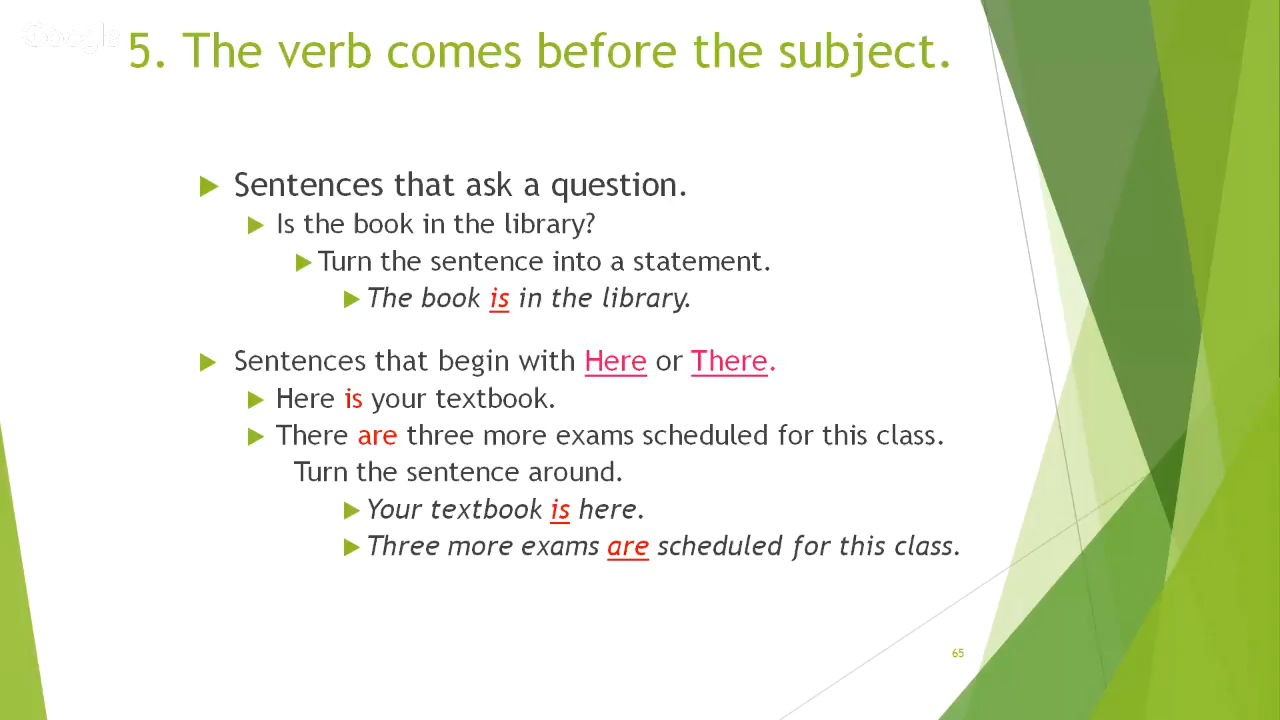 Google
5. The verb comes before the subject.
Sentences that ask a question.
Is the book in the library?
Turn the sentence into a statement.
The book is in the library.
Sentences that begin with Here or There.
Here is your textbook.
There are three more exams scheduled for this class.
Turn the sentence around.
Your textbook is here.
Three more exams are scheduled for this class.
65